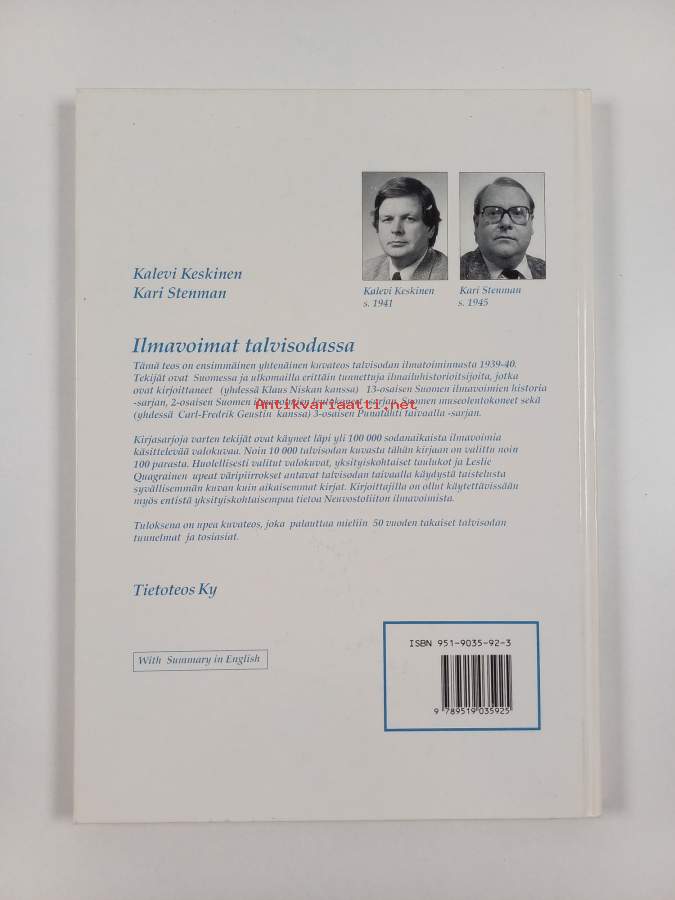 Kalevi Keskinen
Kari Stenman
Kalevi Keskinen
s. 1941
Kari Stenman
s. 1945
Ilmavoimat talvisodassa
Tämä teos on ensimmäinen yhtenäinen kuvateos talvisodan ilmatoiminnasta 1939-40.
Tekijät ovat Suomessa ja ulkomailla erittäin tunnettuja ilmailuhistorioitsijoita, jotka
ovat kirjoittaneet (yhdessä Klaus Niskan kanssa) 13-osaisen Suomen ilmavoimien historia
-sarjan, 2-osaisen Suomen ilmavoimien lentokoneet -sarjan, Suomen museolentokoneet sekä
(yhdessä Carl-Fredrik Geustin kanssa) 3-osaisen Punatähti taivaalla -sarjan.
Antikvariaatti.net
Kirjasarjoja varten tekijät ovat käyneet läpi yli 100 000 sodanaikaista ilmavoimia
käsittelevää valokuvaa. Noin 10 000 talvisodan kuvasta tähän kirjaan on valittu noin
100 parasta. Huolellisesti valitut valokuvat, yksityiskohtaiset taulukot ja Leslie
Quagrainen upeat väripiirrokset antavat talvisodan taivaalla käydystä taistelusta
syvällisemmän kuvan kuin aikaisemmat kirjat. Kirjoittajilla on ollut käytettävissään
myös entistä yksityiskohtaisempaa tietoa Neuvostoliiton ilmavoimista.
Tuloksena on upea kuvateos, joka palauttaa mieliin 50 vuoden takaiset talvisodan
tunnelmat ja tosiasiat.
Tietoteos Ky
With Summary in English
ISBN 951-9035-92-3
9 789519 035925